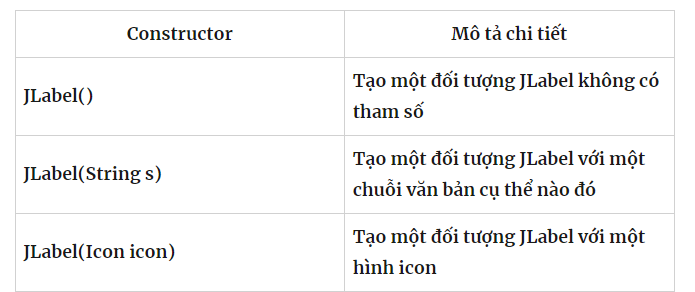 Constructor
Mô tả chi tiết
JLabel()
Tạo một đối tượng JLabel không có
tham số
JLabel(String s)
Tạo một đối tượng JLabel với một
chuỗi văn bản cụ thể nào đó
JLabel(Icon icon)
Tạo một đối tượng JLabel với một
hình icon